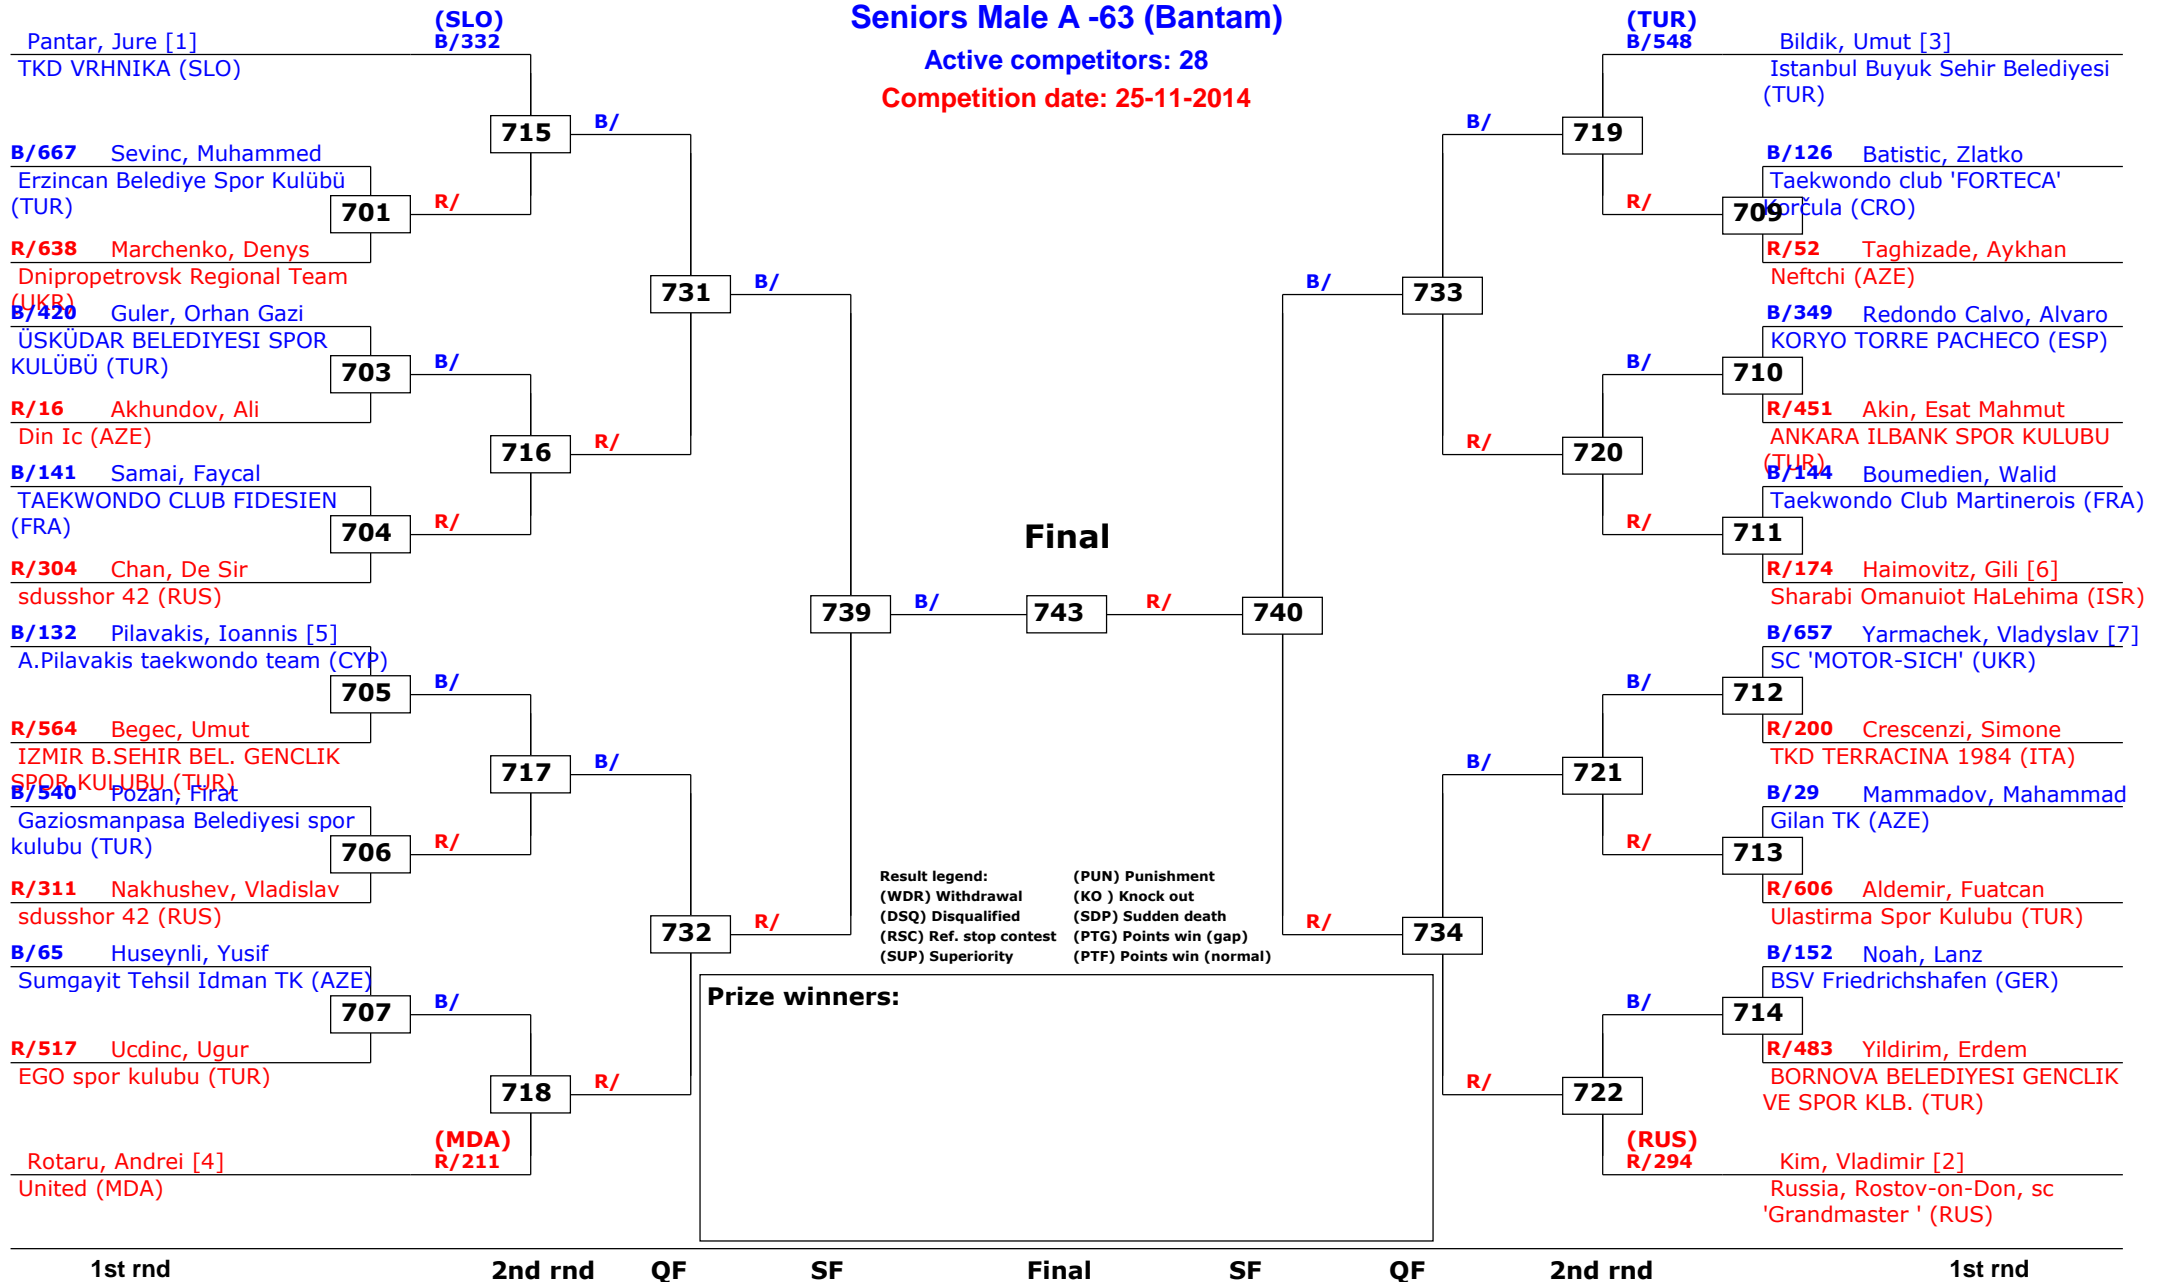 Seniors Male A -63 (Bantam)
Active competitors: 28
Competition date: 25-11-2014
(SLO)
Pantar, Jure [1] B/332
TKD VRHNIKA (SLO)
715 B/
B/667 Sevinc, Muhammed
Erzincan Belediye Spor Kulübü
(TUR)
701 R/
R/638 Marchenko, Denys
Dnipropetrovsk Regional Team
(UKR)
731 B/
B/420 Guler, Orhan Gazi
ÜSKÜDAR BELEDIYESI SPOR
KULÜBÜ (TUR)
703 B/
R/16 Akhundov, Ali
Din Ic (AZE)
716 R/
B/141 Samai, Faycal
TAEKWONDO CLUB FIDESIEN
(FRA)
704 R/
R/304 Chan, De Sir
sdusshor 42 (RUS)
739 B/
B/132 Pilavakis, Ioannis [5]
A.Pilavakis taekwondo team (CYP)
705 B/
R/564 Begec, Umut
IZMIR B.SEHIR BEL. GENCLIK
SPOR KULUBU (TUR)
717 B/
B/540 Pozan, Firat
Gaziosmanpasa Belediyesi spor
kulubu (TUR)
706 R/
R/311 Nakhushev, Vladislav
sdusshor 42 (RUS)
732 R/
B/65 Huseynli, Yusif
Sumgayit Tehsil Idman TK (AZE)
707 B/
R/517 Ucdinc, Ugur
EGO spor kulubu (TUR)
718 R/
(MDA)
Rotaru, Andrei [4] R/211
United (MDA)
Final
743
Result legend: (PUN) Punishment
(WDR) Withdrawal (KO ) Knock out
(DSQ) Disqualified (SDP) Sudden death
(RSC) Ref. stop contest (PTG) Points win (gap)
(SUP) Superiority (PTF) Points win (normal)
Prize winners:
(TUR)
B/548 Bildik, Umut [3]
Istanbul Buyuk Sehir Belediyesi
(TUR)
B/ 719
B/126 Batistic, Zlatko
Taekwondo club 'FORTECA'
Korčula (CRO)
R/ 709
R/52 Taghizade, Aykhan
Neftchi (AZE)
B/ 733
B/349 Redondo Calvo, Alvaro
KORYO TORRE PACHECO (ESP)
B/ 710
R/451 Akin, Esat Mahmut
ANKARA ILBANK SPOR KULUBU
(TUR)
R/ 720
B/144 Boumedien, Walid
Taekwondo Club Martinerois (FRA)
R/ 711
R/174 Haimovitz, Gili [6]
Sharabi Omanuiot HaLehima (ISR)
R/ 740
B/657 Yarmachek, Vladyslav [7]
SC 'MOTOR-SICH' (UKR)
B/ 712
R/200 Crescenzi, Simone
TKD TERRACINA 1984 (ITA)
B/ 721
B/29 Mammadov, Mahammad
Gilan TK (AZE)
R/ 713
R/606 Aldemir, Fuatcan
Ulastirma Spor Kulubu (TUR)
R/ 734
B/152 Noah, Lanz
BSV Friedrichshafen (GER)
B/ 714
R/483 Yildirim, Erdem
BORNOVA BELEDIYESI GENCLIK
VE SPOR KLB. (TUR)
R/ 722
(RUS)
R/294 Kim, Vladimir [2]
Russia, Rostov-on-Don, sc
'Grandmaster ' (RUS)
1st rnd 2nd rnd QF SF Final SF QF 2nd rnd 1st rnd